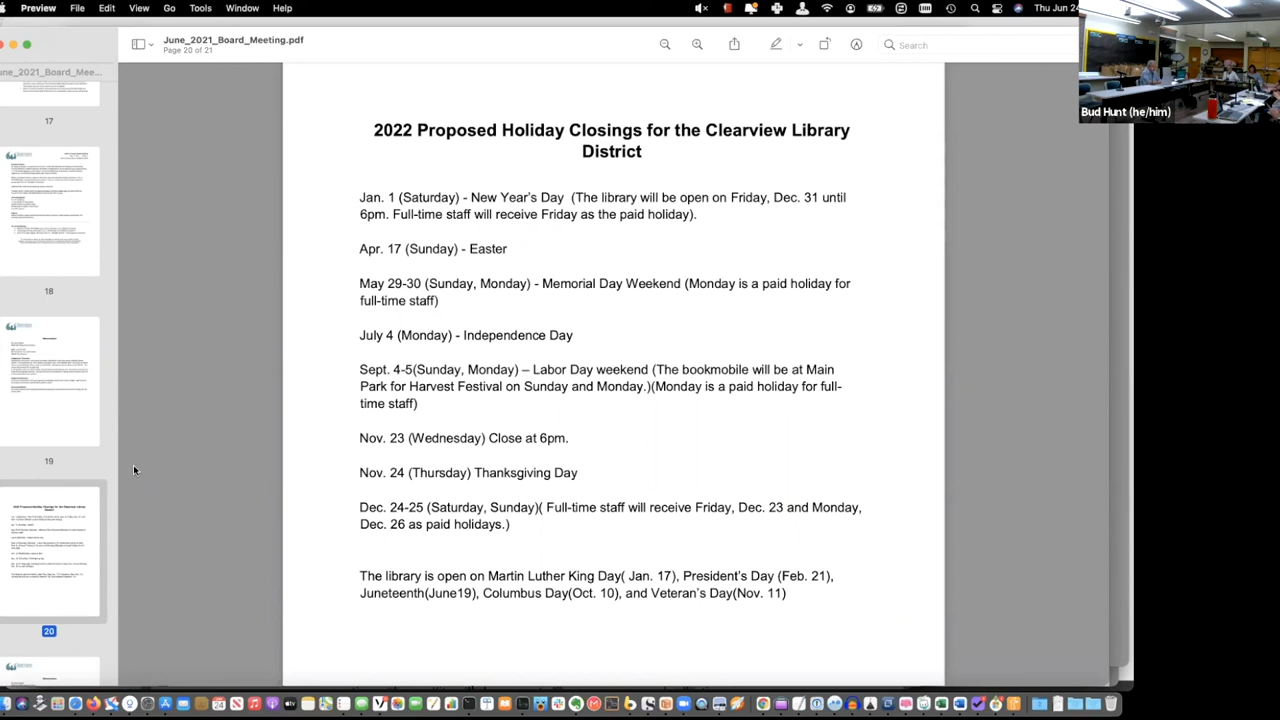 Preview File Edit View Go Tools Window Help
Thu Jun 24
June_2021_Board_Meeting.pdf
Page 20 of 21
Search
une_2021_Board_Mee...
17
18
19
20
Bud Hunt (he/him)
2022 Proposed Holiday Closings for the Clearview Library
District
Jan. 1 (Saturday) - New Year's Day (The library will be open on Friday, Dec. 31 until
6pm. Full-time staff will receive Friday as the paid holiday).
Apr. 17 (Sunday) - Easter
May 29-30 (Sunday, Monday) - Memorial Day Weekend (Monday is a paid holiday for
full-time staff)
July 4 (Monday) - Independence Day
Sept. 4-5(Sunday, Monday) – Labor Day weekend (The bookmobile will be at Main
Park for Harvest Festival on Sunday and Monday.)(Monday is a paid holiday for full-
time staff)
Nov. 23 (Wednesday) Close at 6pm.
Nov. 24 (Thursday) Thanksgiving Day
Dec. 24-25 (Saturday, Sunday)( Full-time staff will receive Friday, Dec. 23 and Monday,
Dec. 26 as paid holidays.)
The library is open on Martin Luther King Day( Jan. 17), President's Day (Feb. 21),
Juneteenth(June19), Columbus Day(Oct. 10), and Veteran's Day(Nov. 11)